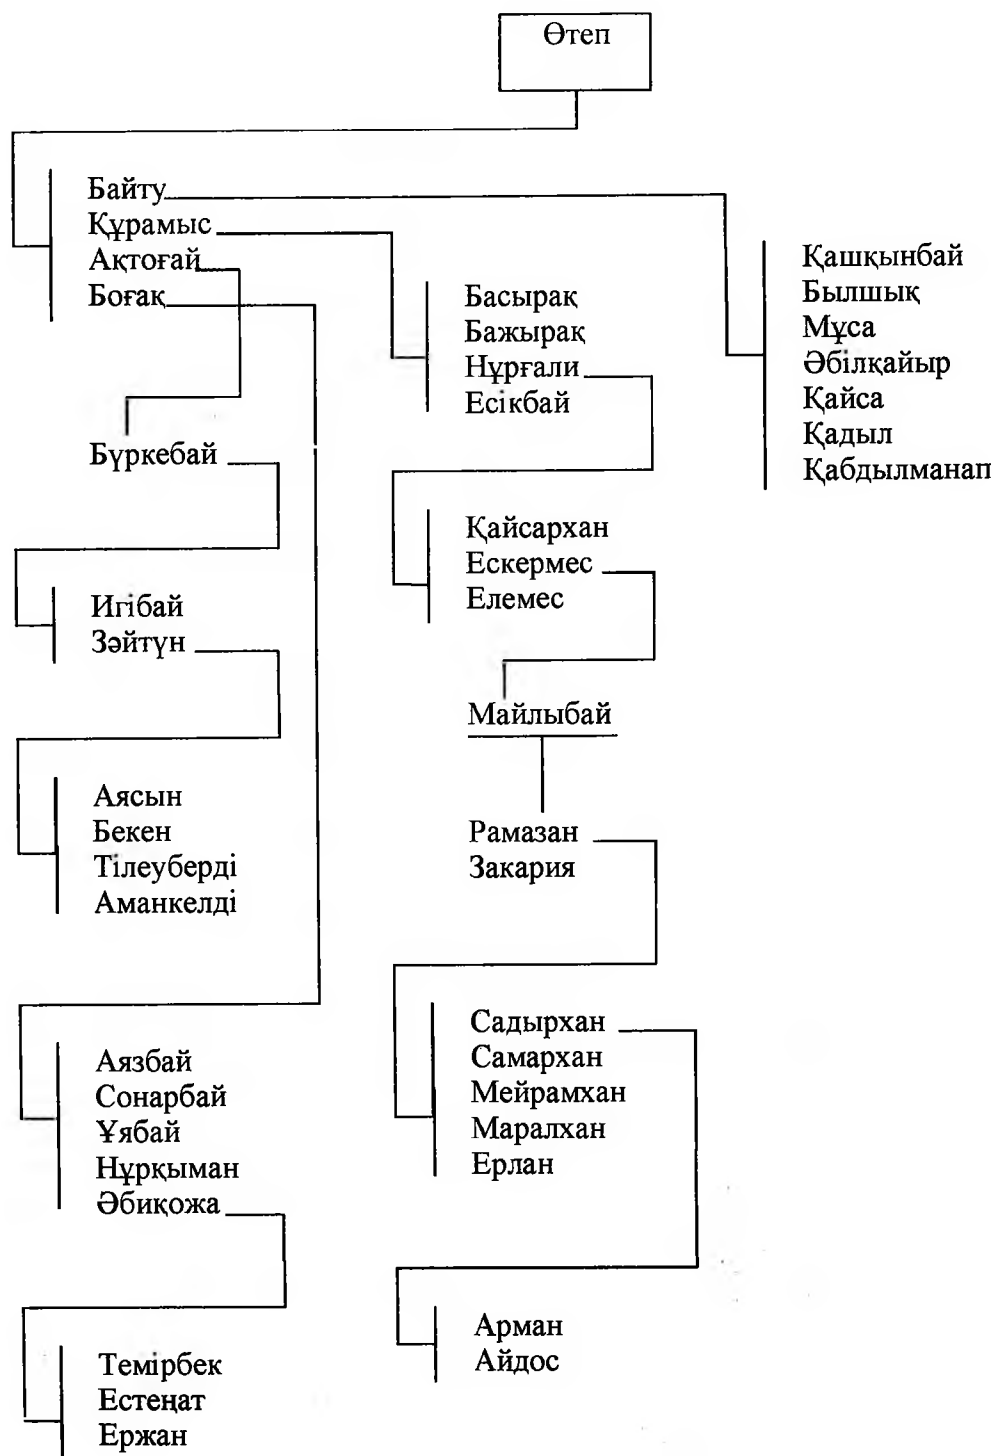 Өтеп
Байту
Құрамыс
Ақтоғай
Боғақ
Қашқынбай
Былшық
Мұса
Әбілқайыр
Қайса
Қадыл
Қабдылманап
Басырақ
Бажырақ
Нұрғали
Есікбай
Бүркебай
Қайсархан
Ескермес
Елемес
Игібай
Зәйтүн
Майлыбай
Аясын
Бекен
Тілеуберді
Аманкелді
Рамазан
Закария
Садырхан
Самархан
Мейрамхан
Маралхан
Ерлан
Аязбай
Сонарбай
Ұябай
Нұрқыман
Әбиқожа
Арман
Айдос
Темірбек
Естеңат
Ержан